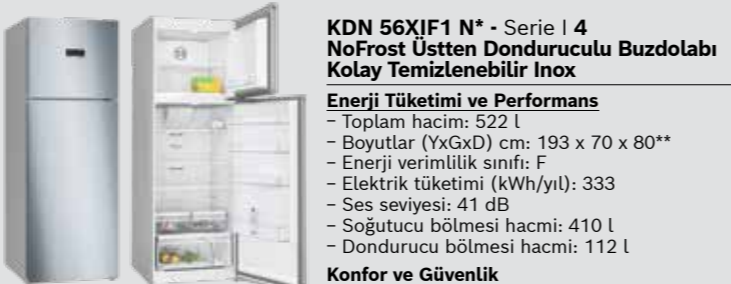 KDN 56XIF1 N* - Serie | 4
NoFrost Üstten Donduruculu Buzdolabı
Kolay Temizlenebilir Inox
Enerji Tüketimi ve Performans
– Toplam hacim: 522 l
– Boyutlar (YxGxD) cm: 193 x 70 x 80**
– Enerji verimlilik sınıfı: F
– Elektrik tüketimi (kWh/yıl): 333
– Ses seviyesi: 41 dB
– Soğutucu bölmesi hacmi: 410 l
– Dondurucu bölmesi hacmi: 112 l
Konfor ve Güvenlik